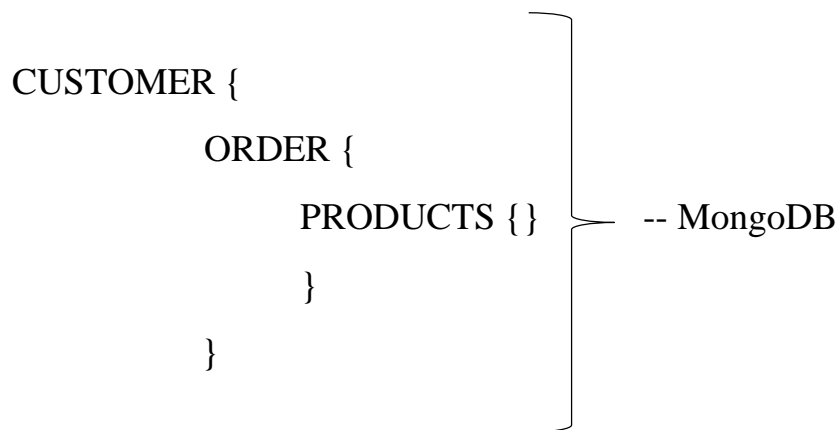 CUSTOMER {
ORDER {
PRODUCTS {} -- MongoDB
}
}